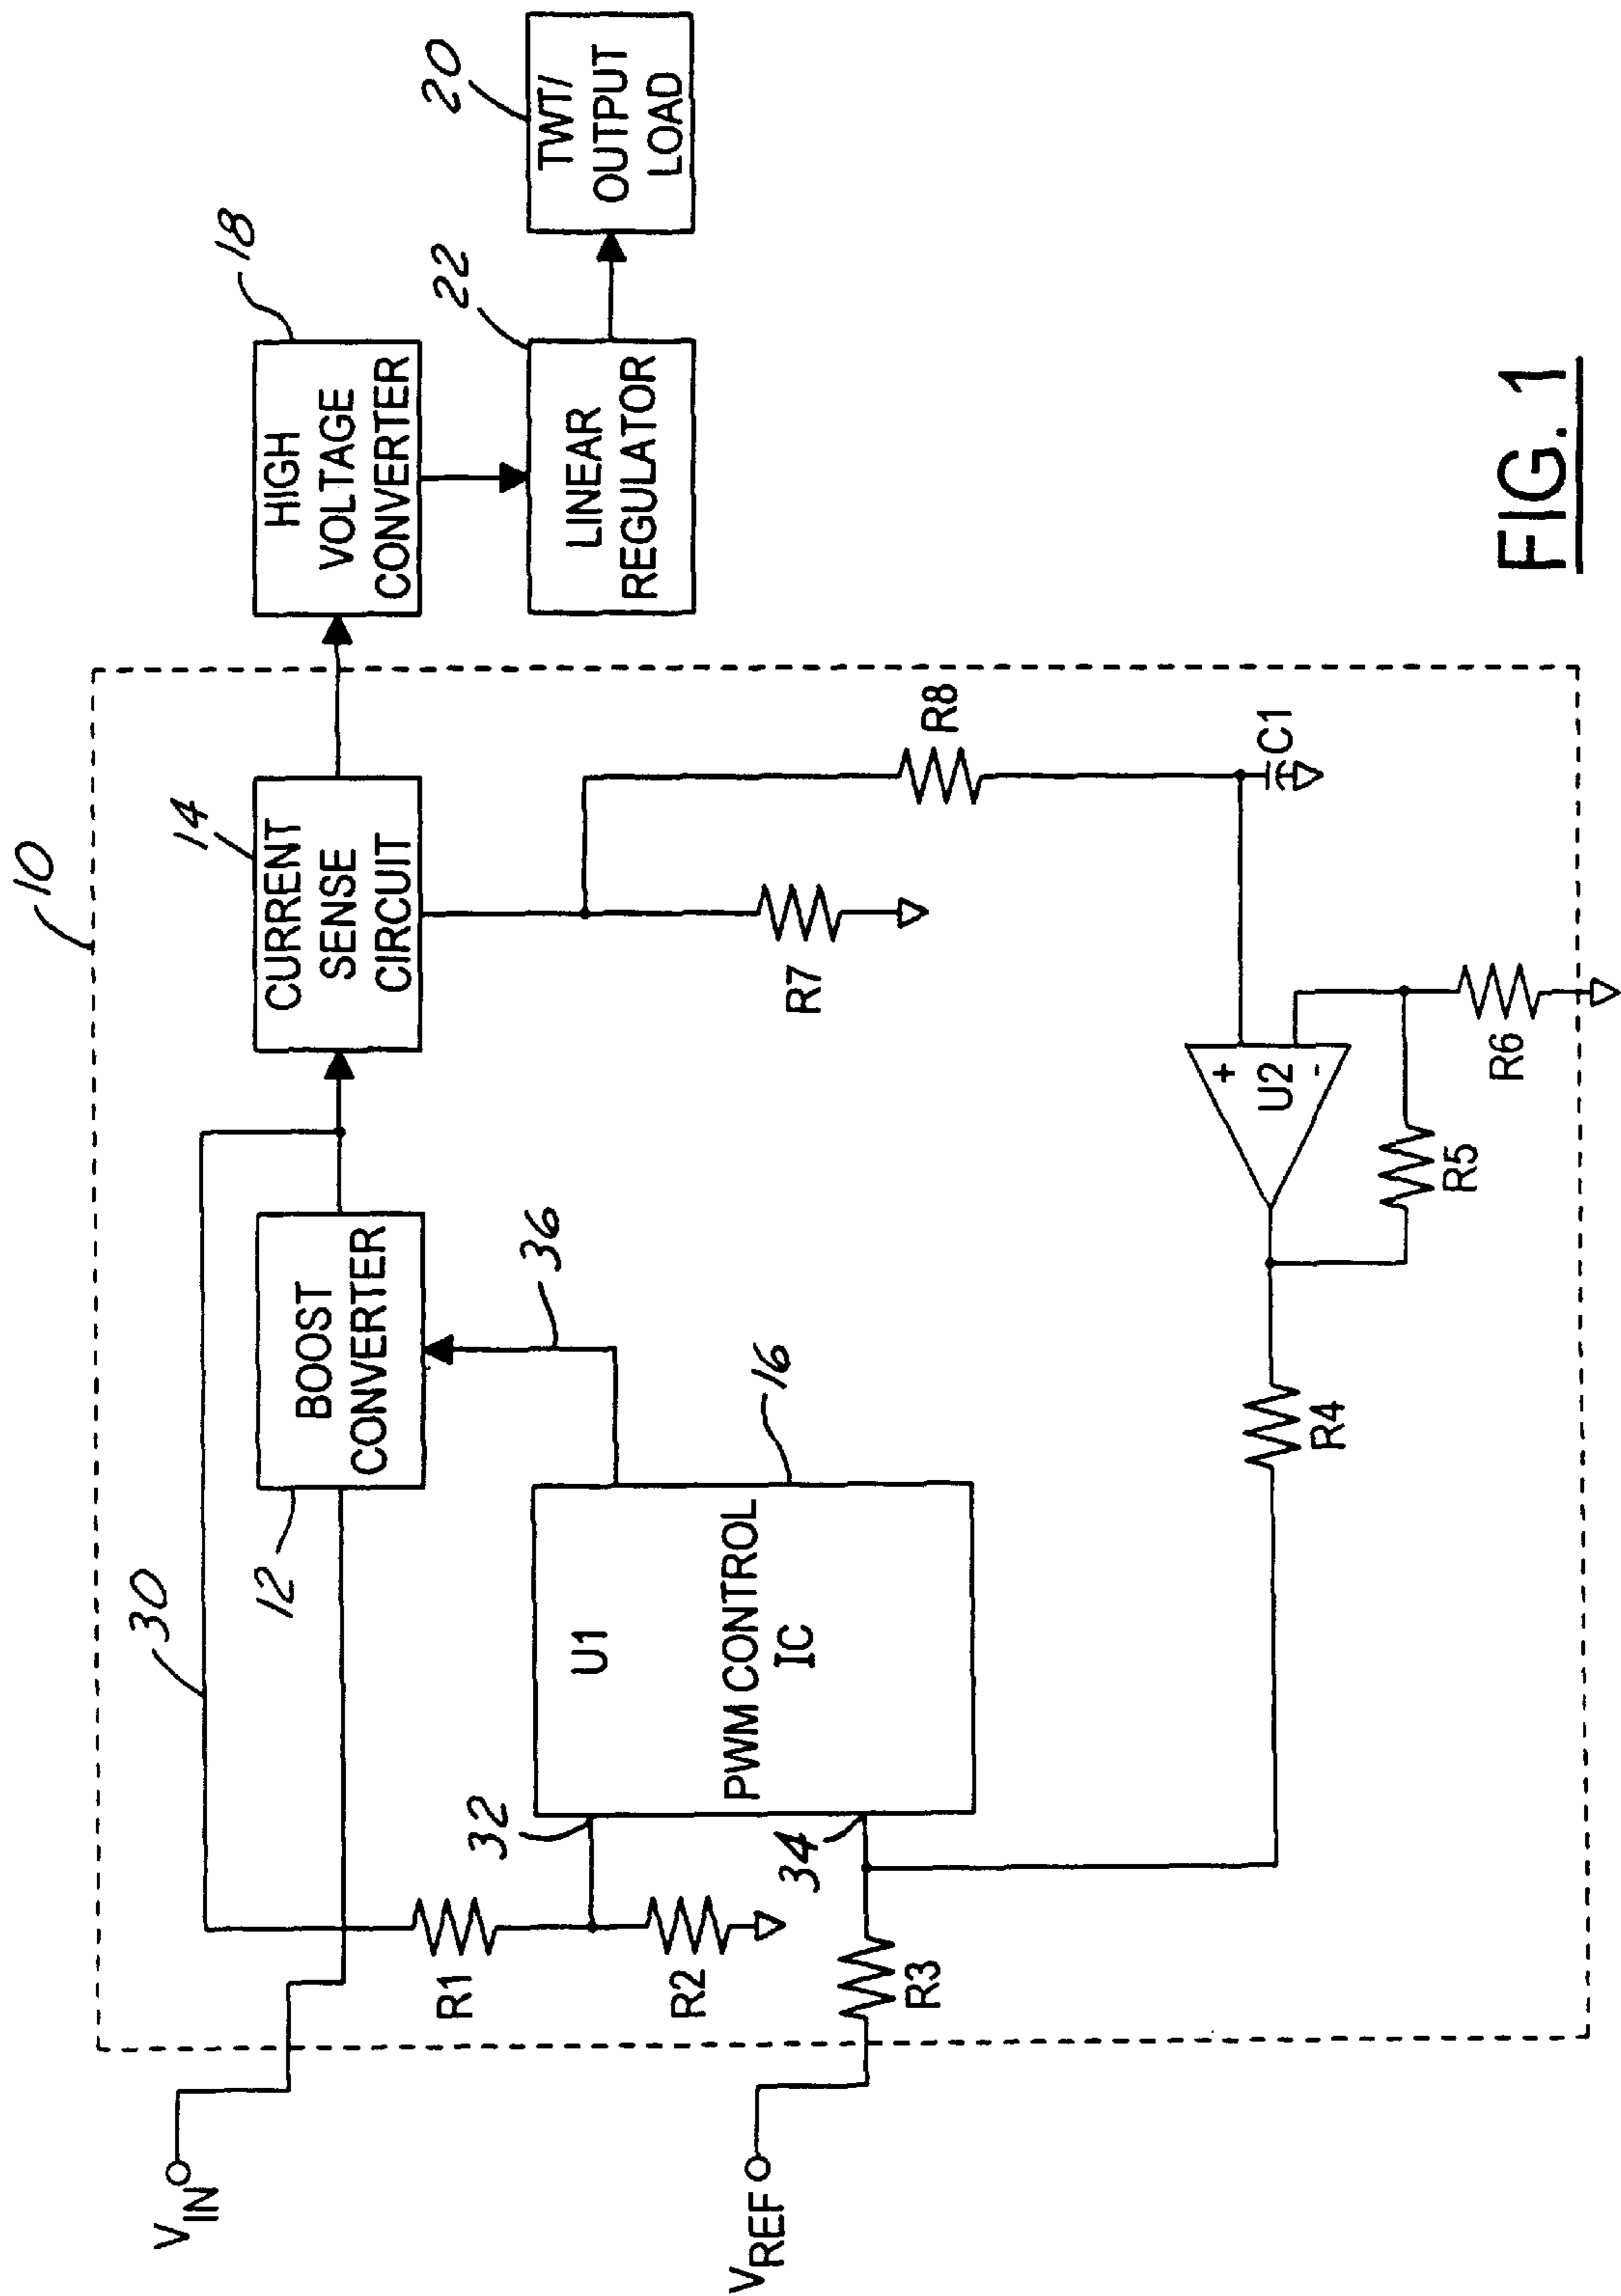 10
30
12
BOOST
CONVERTER
36
14
CURRENT
SENSE
CIRCUIT
18
HIGH
VOLTAGE
CONVERTER
22
LINEAR
REGULATOR
20
TWT/
OUTPUT
LOAD
VIN
R1
R2
32
34
U1
PWM CONTROL
IC
16
VREF
R3
R4
R5
U2
+
-
R6
R7
R8
C1
FIG. 1